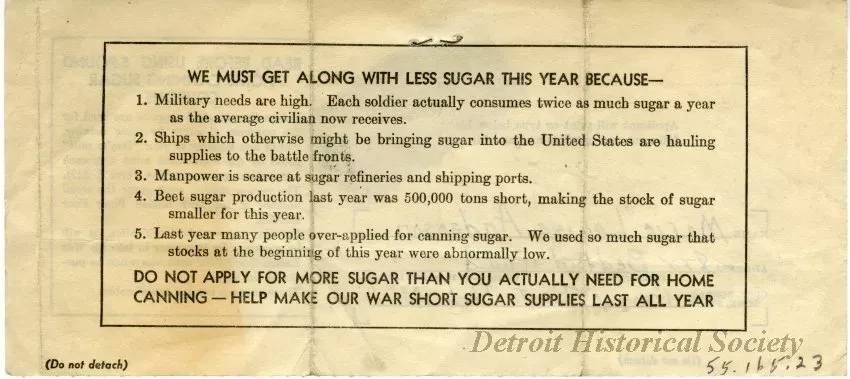 WE MUST GET ALONG WITH LESS SUGAR THIS YEAR BECAUSE—
1. Military needs are high. Each soldier actually consumes twice as much sugar a year
as the average civilian now receives.
2. Ships which otherwise might be bringing sugar into the United States are hauling
supplies to the battle fronts.
3. Manpower is scarce at sugar refineries and shipping ports.
4. Beet sugar production last year was 500,000 tons short, making the stock of sugar
smaller for this year.
5. Last year many people over-applied for canning sugar. We used so much sugar that
stocks at the beginning of this year were abnormally low.
DO NOT APPLY FOR MORE SUGAR THAN YOU ACTUALLY NEED FOR HOME
CANNING — HELP MAKE OUR WAR SHORT SUGAR SUPPLIES LAST ALL YEAR
Detroit Historical Society
(Do not detach)
55.165.23